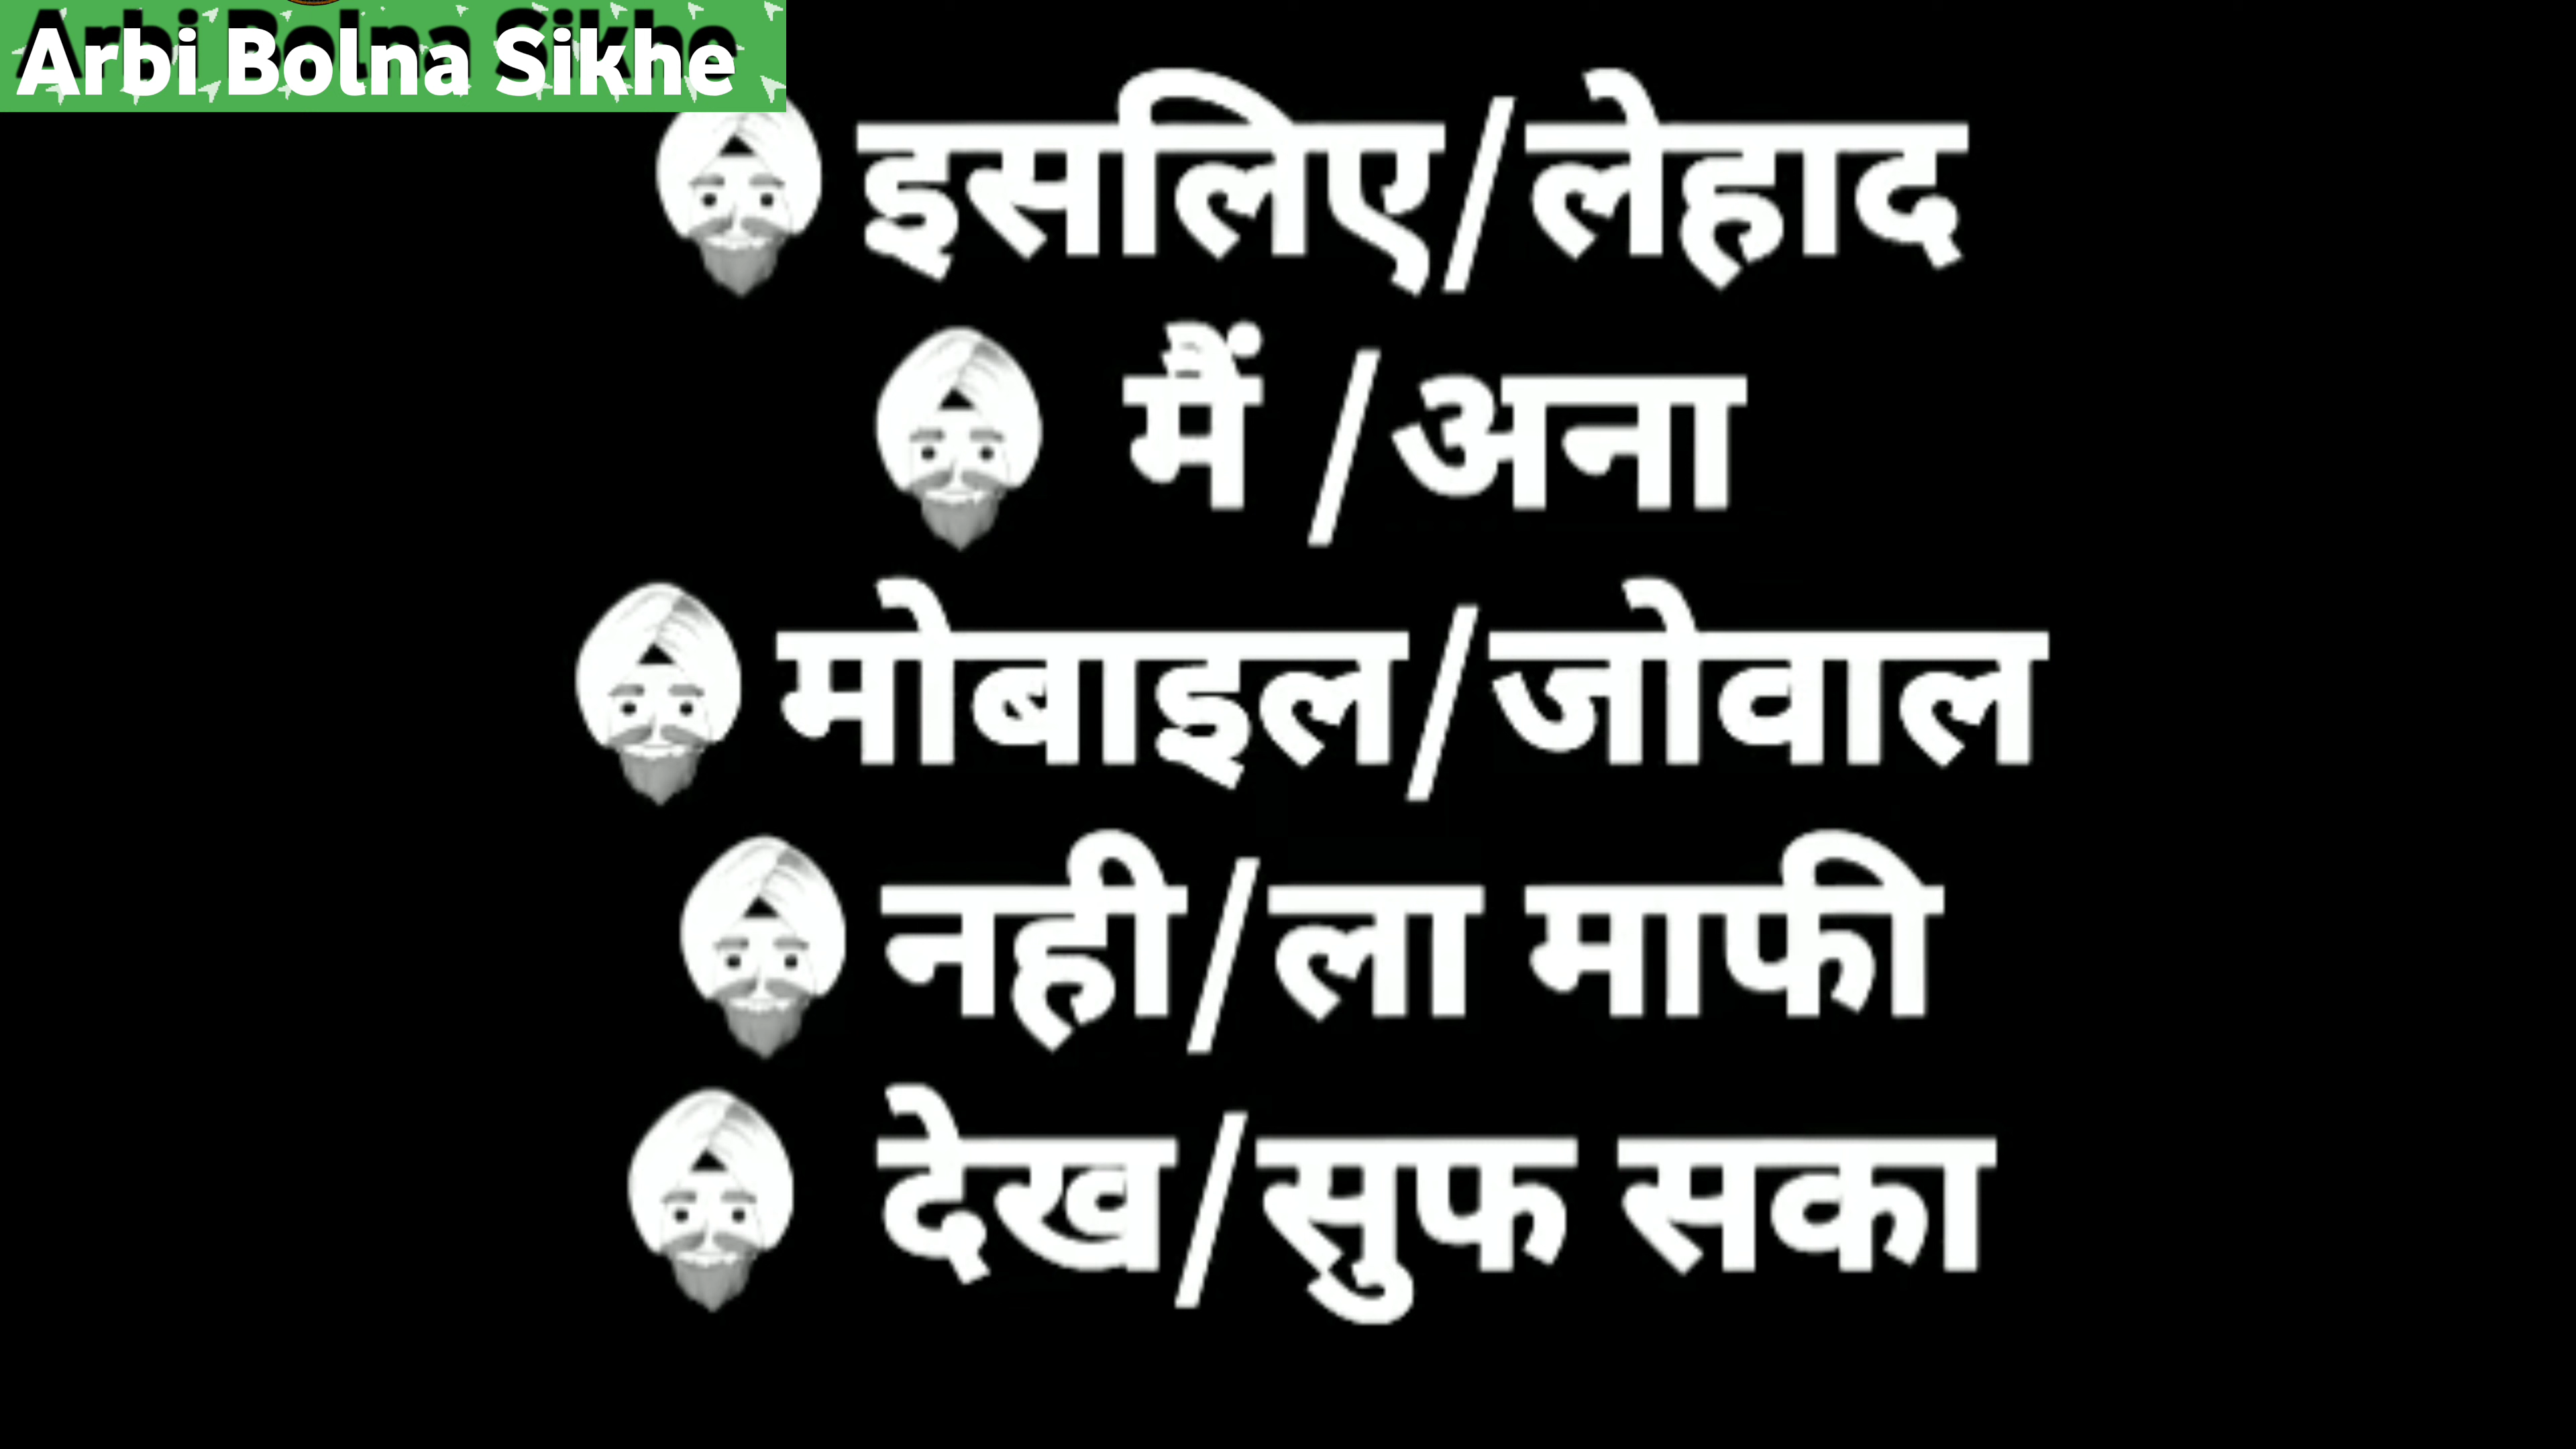 Arbi Bolna Sikhe
इसलिए/लेहाद
मैं /अना
मोबाइल/जोवाल
नही/ला माफी
देख/सुफ सका